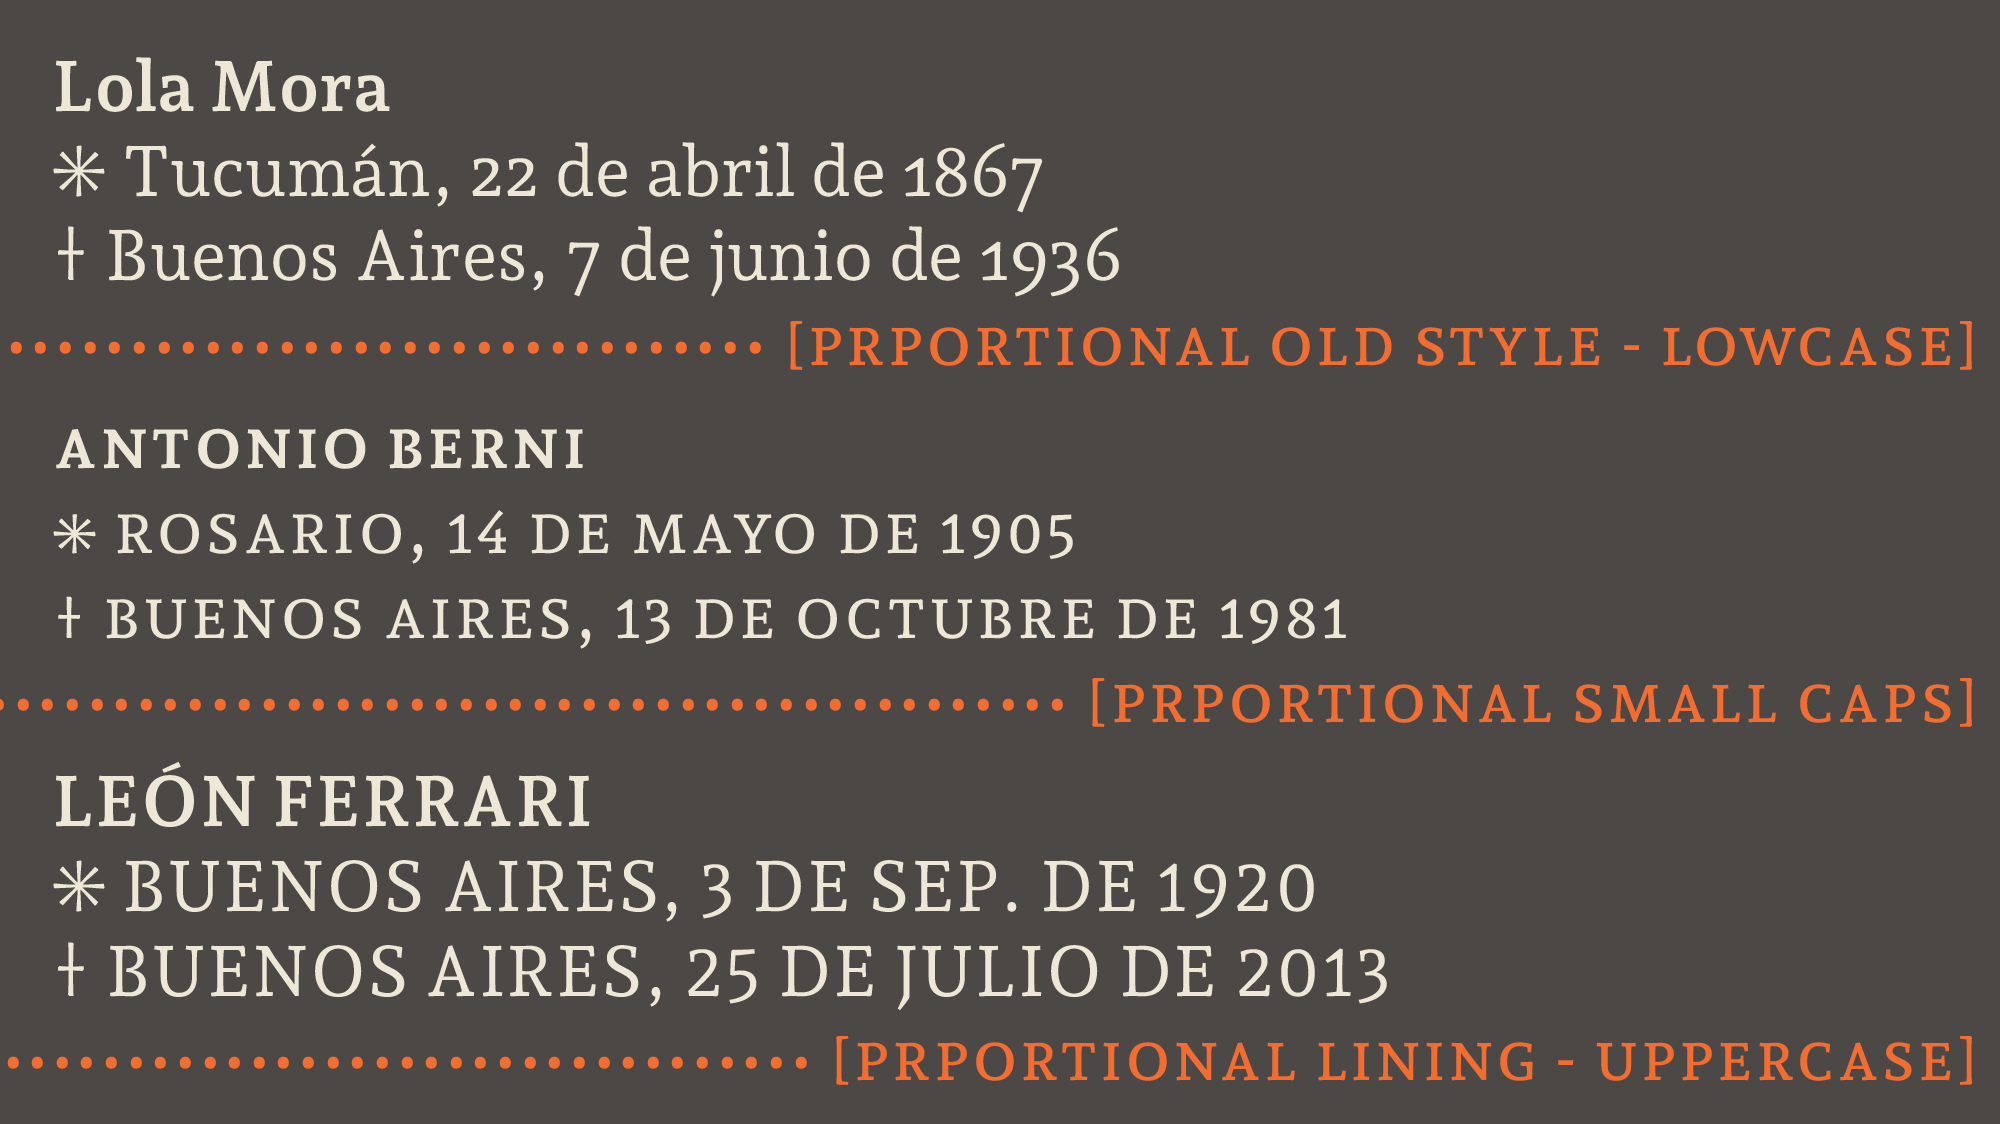 Lola Mora
✳ Tucumán, 22 de abril de 1867
† Buenos Aires, 7 de junio de 1936
[PRPORTIONAL OLD STYLE - LOWCASE]
ANTONIO BERNI
✳ ROSARIO, 14 DE MAYO DE 1905
† BUENOS AIRES, 13 DE OCTUBRE DE 1981
[PRPORTIONAL SMALL CAPS]
LEÓN FERRARI
✳ BUENOS AIRES, 3 DE SEP. DE 1920
† BUENOS AIRES, 25 DE JULIO DE 2013
[PRPORTIONAL LINING - UPPERCASE]